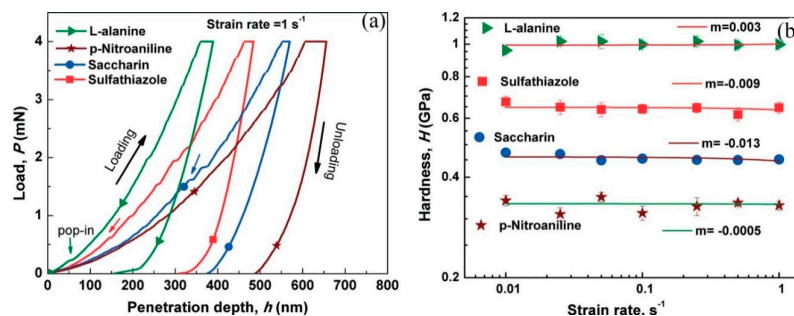 Strain rate =1 s⁻¹
(a)
L-alanine
p-Nitroaniline
Saccharin
Sulfathiazole
Loading
Unloading
pop-in
Load, P (mN)
4
3
2
1
0
0 100 200 300 400 500 600 700 800
Penetration depth, h (nm)
(b)
L-alanine
m=0.003
Sulfathiazole
m=-0.009
Saccharin
m= -0.013
p-Nitroaniline
m= -0.0005
Hardness, H (GPa)
1
0.8
0.6
0.4
0.2
0.01 0.1 1
Strain rate, s⁻¹